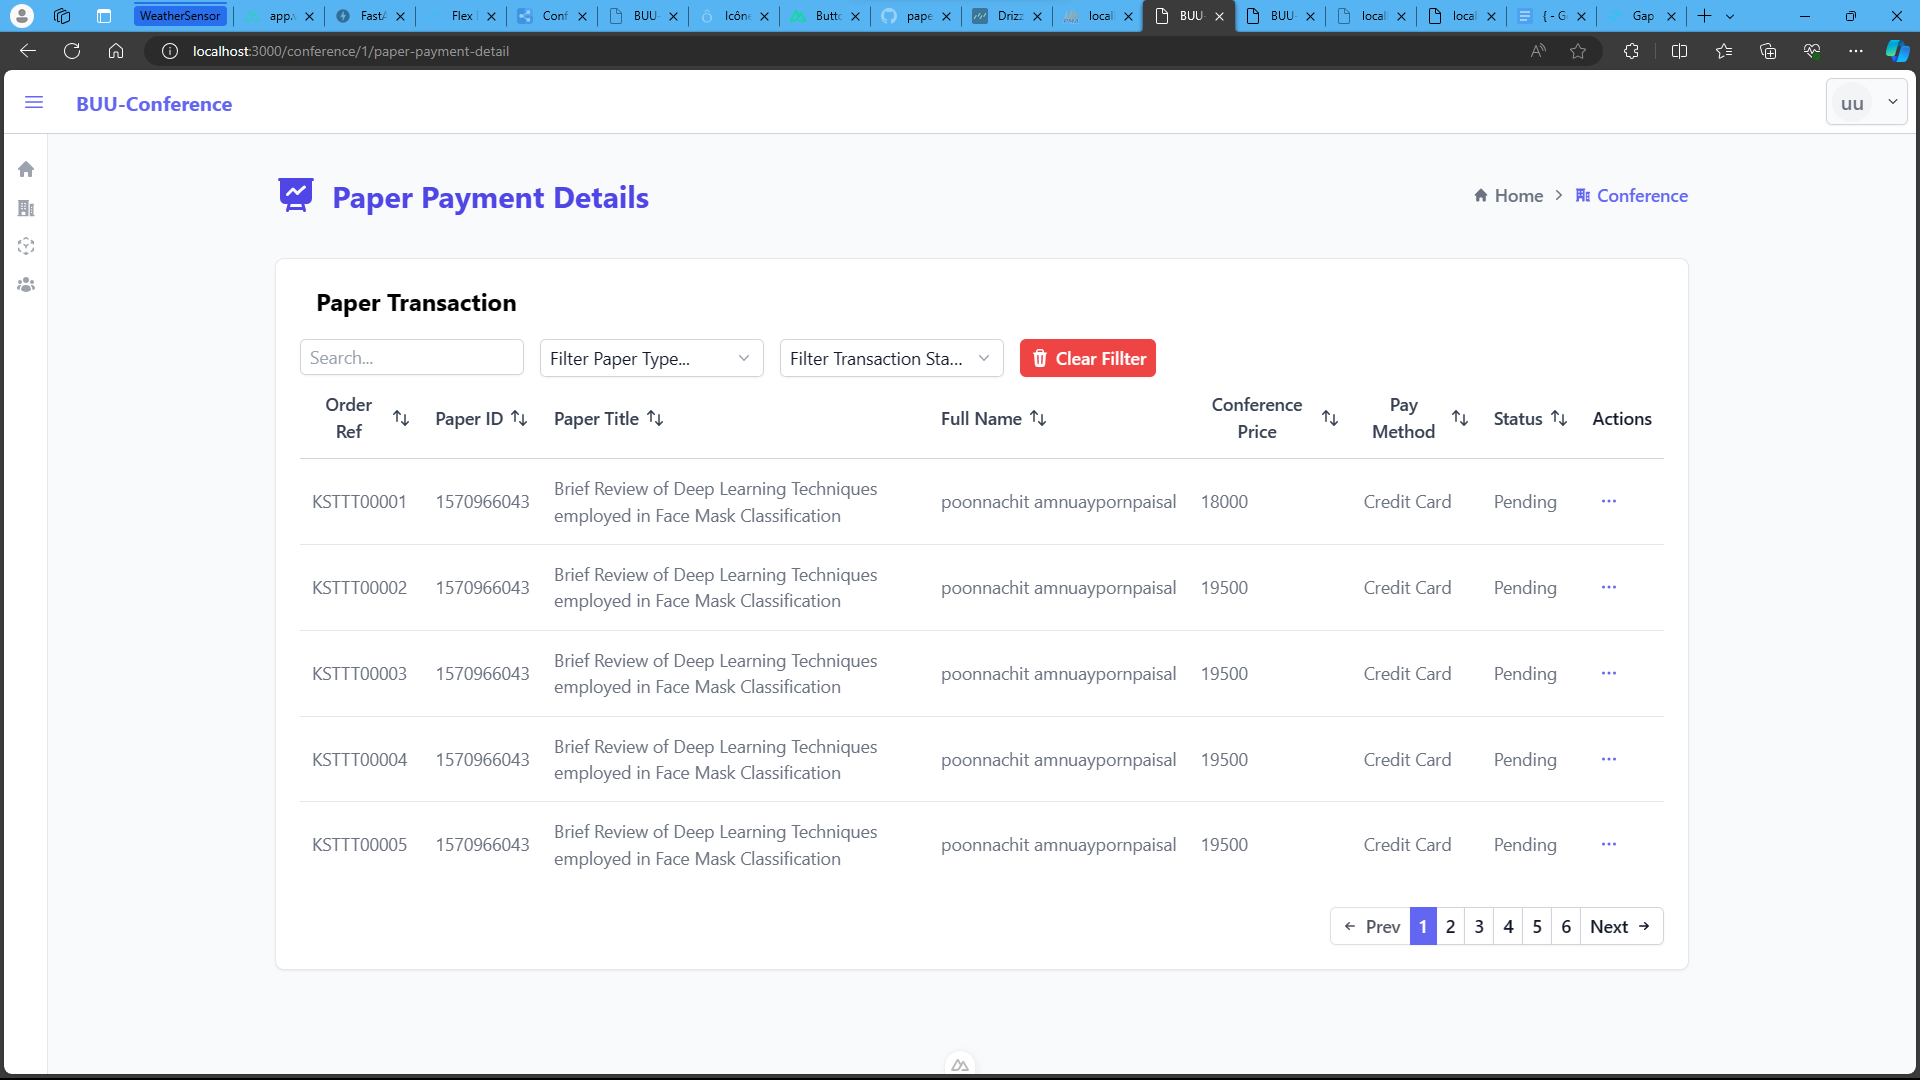 WeatherSensor
app.v
FastA
Flex
Conf
BUU-
Icône
Butto
pape
Drizz
locall
BUU-
BUU-
locall
local
{ - G
Gap
localhost:3000/conference/1/paper-payment-detail
BUU-Conference
uu
Paper Payment Details
Home > Conference
Paper Transaction
Search...
Filter Paper Type...
Filter Transaction Sta...
Clear Fillter
Order Ref
Paper ID
Paper Title
Full Name
Conference Price
Pay Method
Status
Actions
KSTTT00001 1570966043 Brief Review of Deep Learning Techniques employed in Face Mask Classification poonnachit amnuaypornpaisal 18000 Credit Card Pending ...
KSTTT00002 1570966043 Brief Review of Deep Learning Techniques employed in Face Mask Classification poonnachit amnuaypornpaisal 19500 Credit Card Pending ...
KSTTT00003 1570966043 Brief Review of Deep Learning Techniques employed in Face Mask Classification poonnachit amnuaypornpaisal 19500 Credit Card Pending ...
KSTTT00004 1570966043 Brief Review of Deep Learning Techniques employed in Face Mask Classification poonnachit amnuaypornpaisal 19500 Credit Card Pending ...
KSTTT00005 1570966043 Brief Review of Deep Learning Techniques employed in Face Mask Classification poonnachit amnuaypornpaisal 19500 Credit Card Pending ...
← Prev 1 2 3 4 5 6 Next →